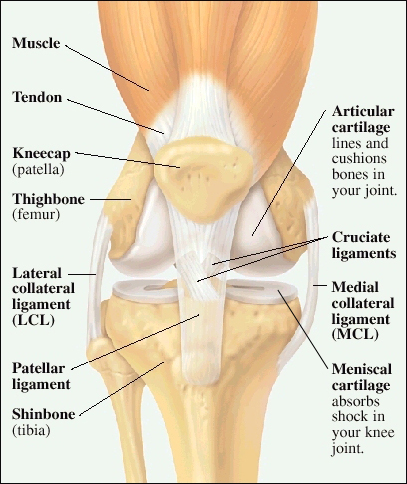 Muscle
Tendon
Kneecap
(patella)
Thighbone
(femur)
Lateral
collateral
ligament
(LCL)
Patellar
ligament
Shinbone
(tibia)
Articular
cartilage
lines and
cushions
bones in
your joint.
Cruciate
ligaments
Medial
collateral
ligament
(MCL)
Meniscal
cartilage
absorbs
shock in
your knee
joint.